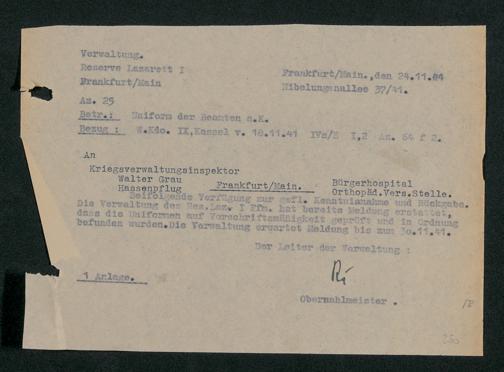 Verwaltung.
Reserve Lazarett I
Frankfurt/Main
Frankfurt/Main.,den 24.11.
Nibelungenallee 37/41.
Az. 25
Betr.: Uniform der Beamten a.K.
Bezug : W.Kdo. IX,Kassel v. 18.11.41 IVa/E I,2 Az. 64 f 2.
An
Kriegsverwaltungsinspektor
Walter Grau Bürgerhospital
Hassenpflug Frankfurt/Main. Orthopäd.Vers.Stelle.
Beifolgende Verfügung zur gefl. Kenntnisnahme und Rückgabe.
Die Verwaltung des Res.Laz. I Ffm. hat bereits Meldung erstattet,
dass die Uniformen auf Vorschriftsmäßigkeit geprüft und in Ordnung
befunden wurden.Die Verwaltung erwartet Meldung bis zum 30.11.41.
Der Leiter der Verwaltung :
1 Anlage.
Oberzahlmeister .